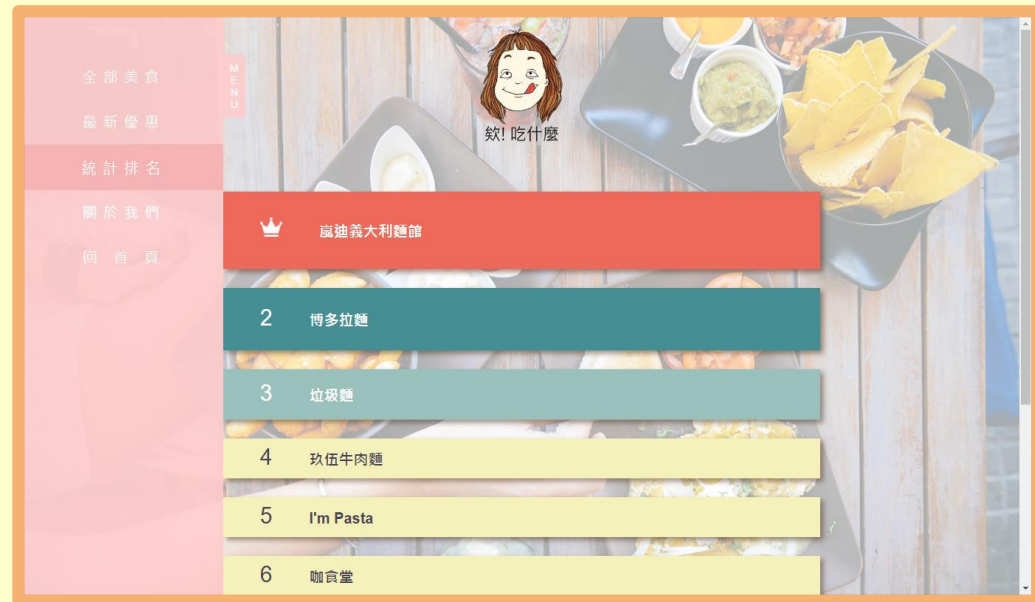 全部美食
最新優惠
統計排名
關於我們
回首頁
MENU
欸! 吃什麼
嵐迪義大利麵館
2 博多拉麵
3 垃圾麵
4 玖伍牛肉麵
5 I'm Pasta
6 咖食堂